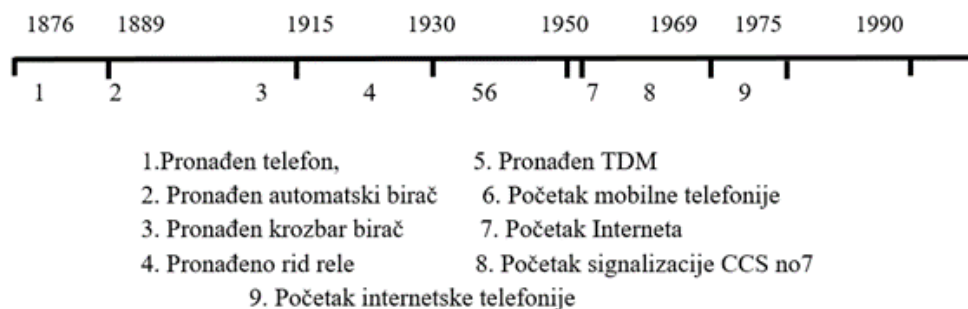 1876 1889 1915 1930 1950 1969 1975 1990
1 2 3 4 56 7 8 9
1.Pronađen telefon, 5. Pronađen TDM
2. Pronađen automatski birač 6. Početak mobilne telefonije
3. Pronađen krozbar birač 7. Početak Interneta
4. Pronađeno rid rele 8. Početak signalizacije CCS no7
9. Početak internetske telefonije